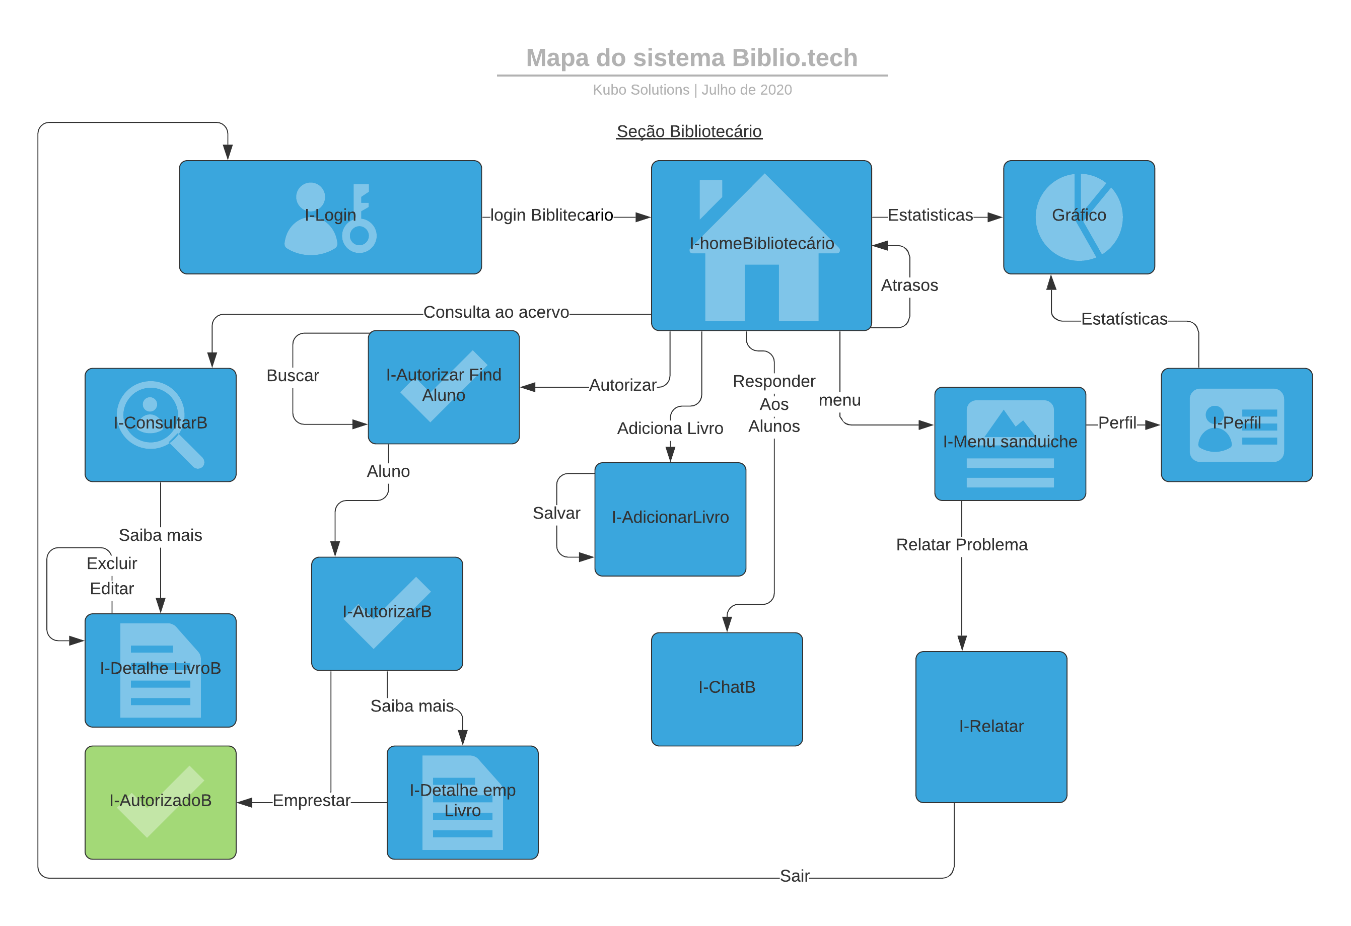 Mapa do sistema Biblio.tech
Kubo Solutions | Julho de 2020
Seção Bibliotecário
I-Login
login Biblitecario
I-homeBibliotecário
Estatisticas
Gráfico
Atrasos
Consulta ao acervo
Estatísticas
Buscar
I-Autorizar Find
Aluno
Autorizar
Responder
Aos
Alunos
menu
I-ConsultarB
Adiciona Livro
I-Menu sanduiche
Perfil
I-Perfil
Aluno
Salvar
I-AdicionarLivro
Saiba mais
Relatar Problema
Excluir
Editar
I-AutorizarB
I-Detalhe LivroB
I-ChatB
Saiba mais
I-Relatar
I-AutorizadoB
Emprestar
I-Detalhe emp
Livro
Sair